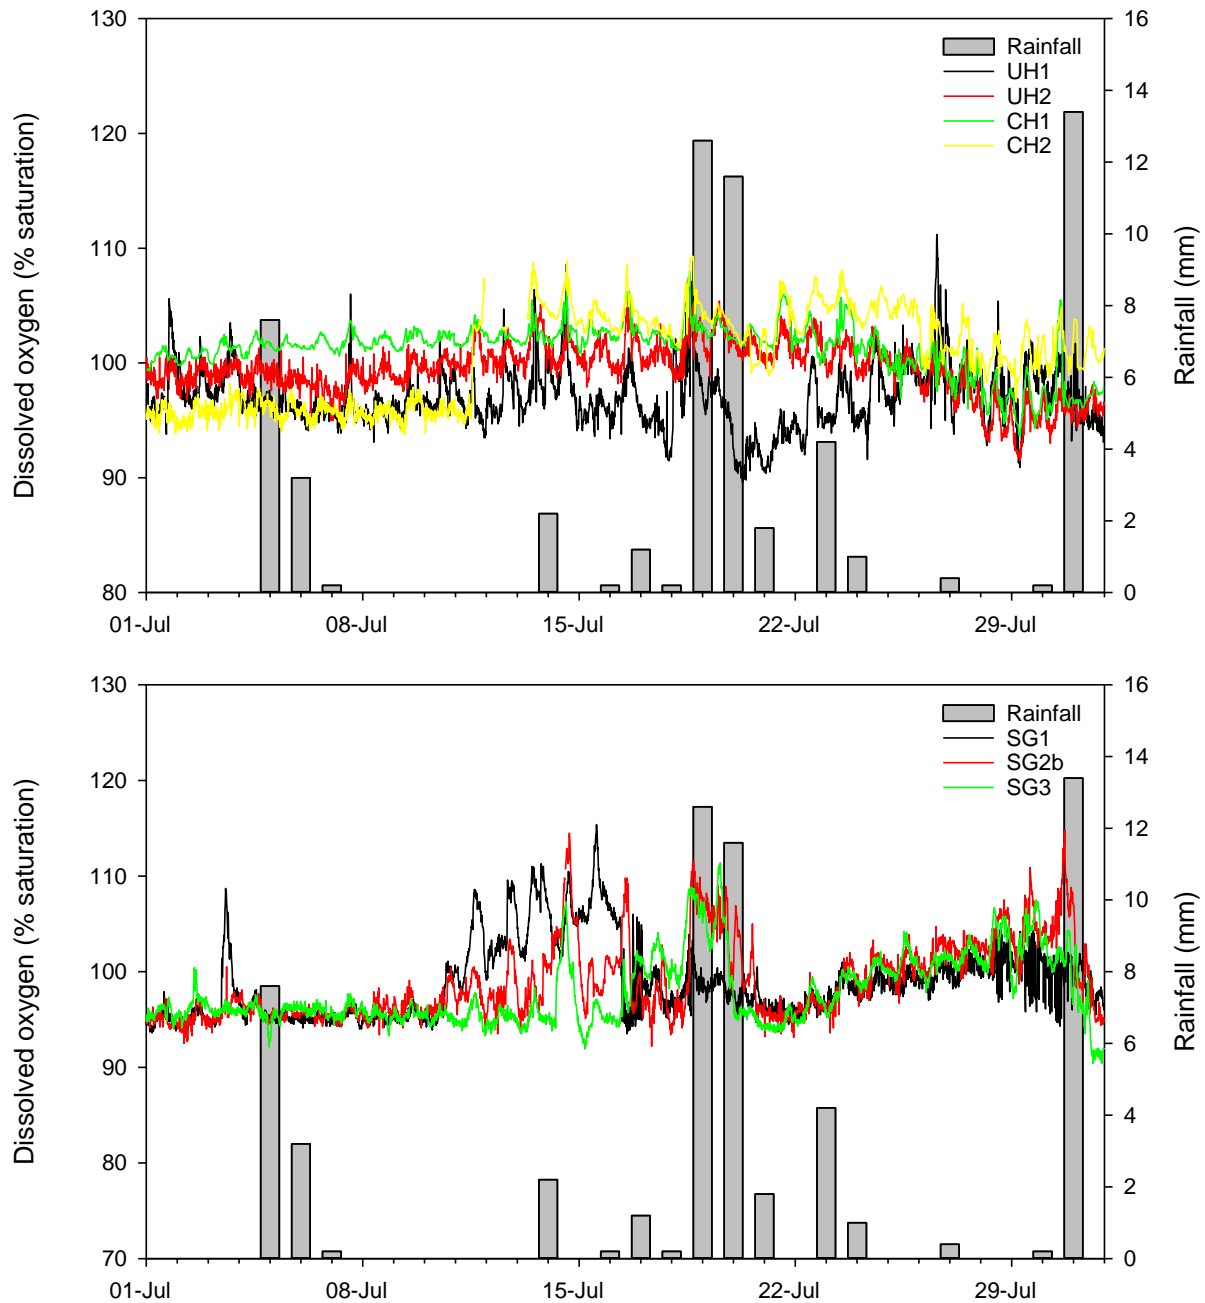 130
120
110
100
90
80
Dissolved oxygen (% saturation)
16
14
12
10
8
6
4
2
0
Rainfall (mm)
Rainfall
UH1
UH2
CH1
CH2
01-Jul 08-Jul 15-Jul 22-Jul 29-Jul
130
120
110
100
90
80
70
Dissolved oxygen (% saturation)
16
14
12
10
8
6
4
2
0
Rainfall (mm)
Rainfall
SG1
SG2b
SG3
01-Jul 08-Jul 15-Jul 22-Jul 29-Jul